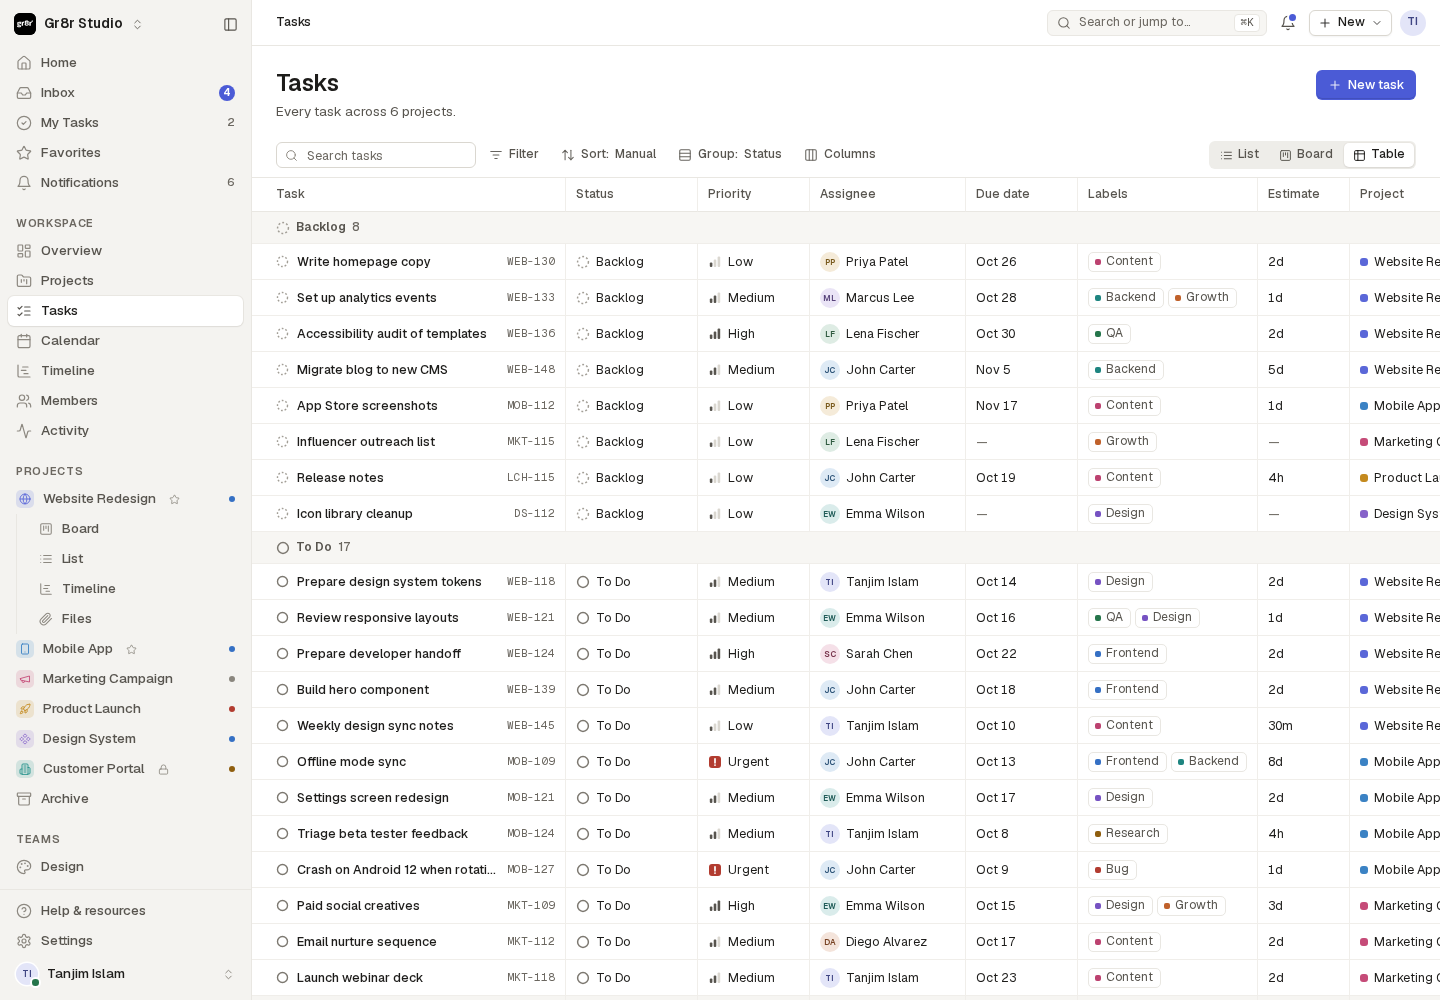 gr8r Gr8r Studio
Home
Inbox 4
My Tasks 2
Favorites
Notifications 6
WORKSPACE
Overview
Projects
Tasks
Calendar
Timeline
Members
Activity
PROJECTS
Website Redesign
Board
List
Timeline
Files
Mobile App
Marketing Campaign
Product Launch
Design System
Customer Portal
Archive
TEAMS
Design
Help & resources
Settings
TI Tanjim Islam
Tasks Search or jump to... ⌘K New TI
Tasks
Every task across 6 projects.
New task
Search tasks Filter Sort: Manual Group: Status Columns List Board Table
Task Status Priority Assignee Due date Labels Estimate Project
Backlog 8
Write homepage copy WEB-130 Backlog Low PP Priya Patel Oct 26 Content 2d Website Re
Set up analytics events WEB-133 Backlog Medium ML Marcus Lee Oct 28 Backend Growth 1d Website Re
Accessibility audit of templates WEB-136 Backlog High LF Lena Fischer Oct 30 QA 2d Website Re
Migrate blog to new CMS WEB-148 Backlog Medium JC John Carter Nov 5 Backend 5d Website Re
App Store screenshots MOB-112 Backlog Low PP Priya Patel Nov 17 Content 1d Mobile App
Influencer outreach list MKT-115 Backlog Low LF Lena Fischer — Growth — Marketing C
Release notes LCH-115 Backlog Low JC John Carter Oct 19 Content 4h Product La
Icon library cleanup DS-112 Backlog Low EW Emma Wilson — Design — Design Sys
To Do 17
Prepare design system tokens WEB-118 To Do Medium TI Tanjim Islam Oct 14 Design 2d Website Re
Review responsive layouts WEB-121 To Do Medium EW Emma Wilson Oct 16 QA Design 1d Website Re
Prepare developer handoff WEB-124 To Do High SC Sarah Chen Oct 22 Frontend 2d Website Re
Build hero component WEB-139 To Do Medium JC John Carter Oct 18 Frontend 2d Website Re
Weekly design sync notes WEB-145 To Do Low TI Tanjim Islam Oct 10 Content 30m Website Re
Offline mode sync MOB-109 To Do Urgent JC John Carter Oct 13 Frontend Backend 8d Mobile App
Settings screen redesign MOB-121 To Do Medium EW Emma Wilson Oct 17 Design 2d Mobile App
Triage beta tester feedback MOB-124 To Do Medium TI Tanjim Islam Oct 8 Research 4h Mobile App
Crash on Android 12 when rotati... MOB-127 To Do Urgent JC John Carter Oct 9 Bug 1d Mobile App
Paid social creatives MKT-109 To Do High EW Emma Wilson Oct 15 Design Growth 3d Marketing C
Email nurture sequence MKT-112 To Do Medium DA Diego Alvarez Oct 17 Content 2d Marketing C
Launch webinar deck MKT-118 To Do Medium TI Tanjim Islam Oct 23 Content 2d Marketing C